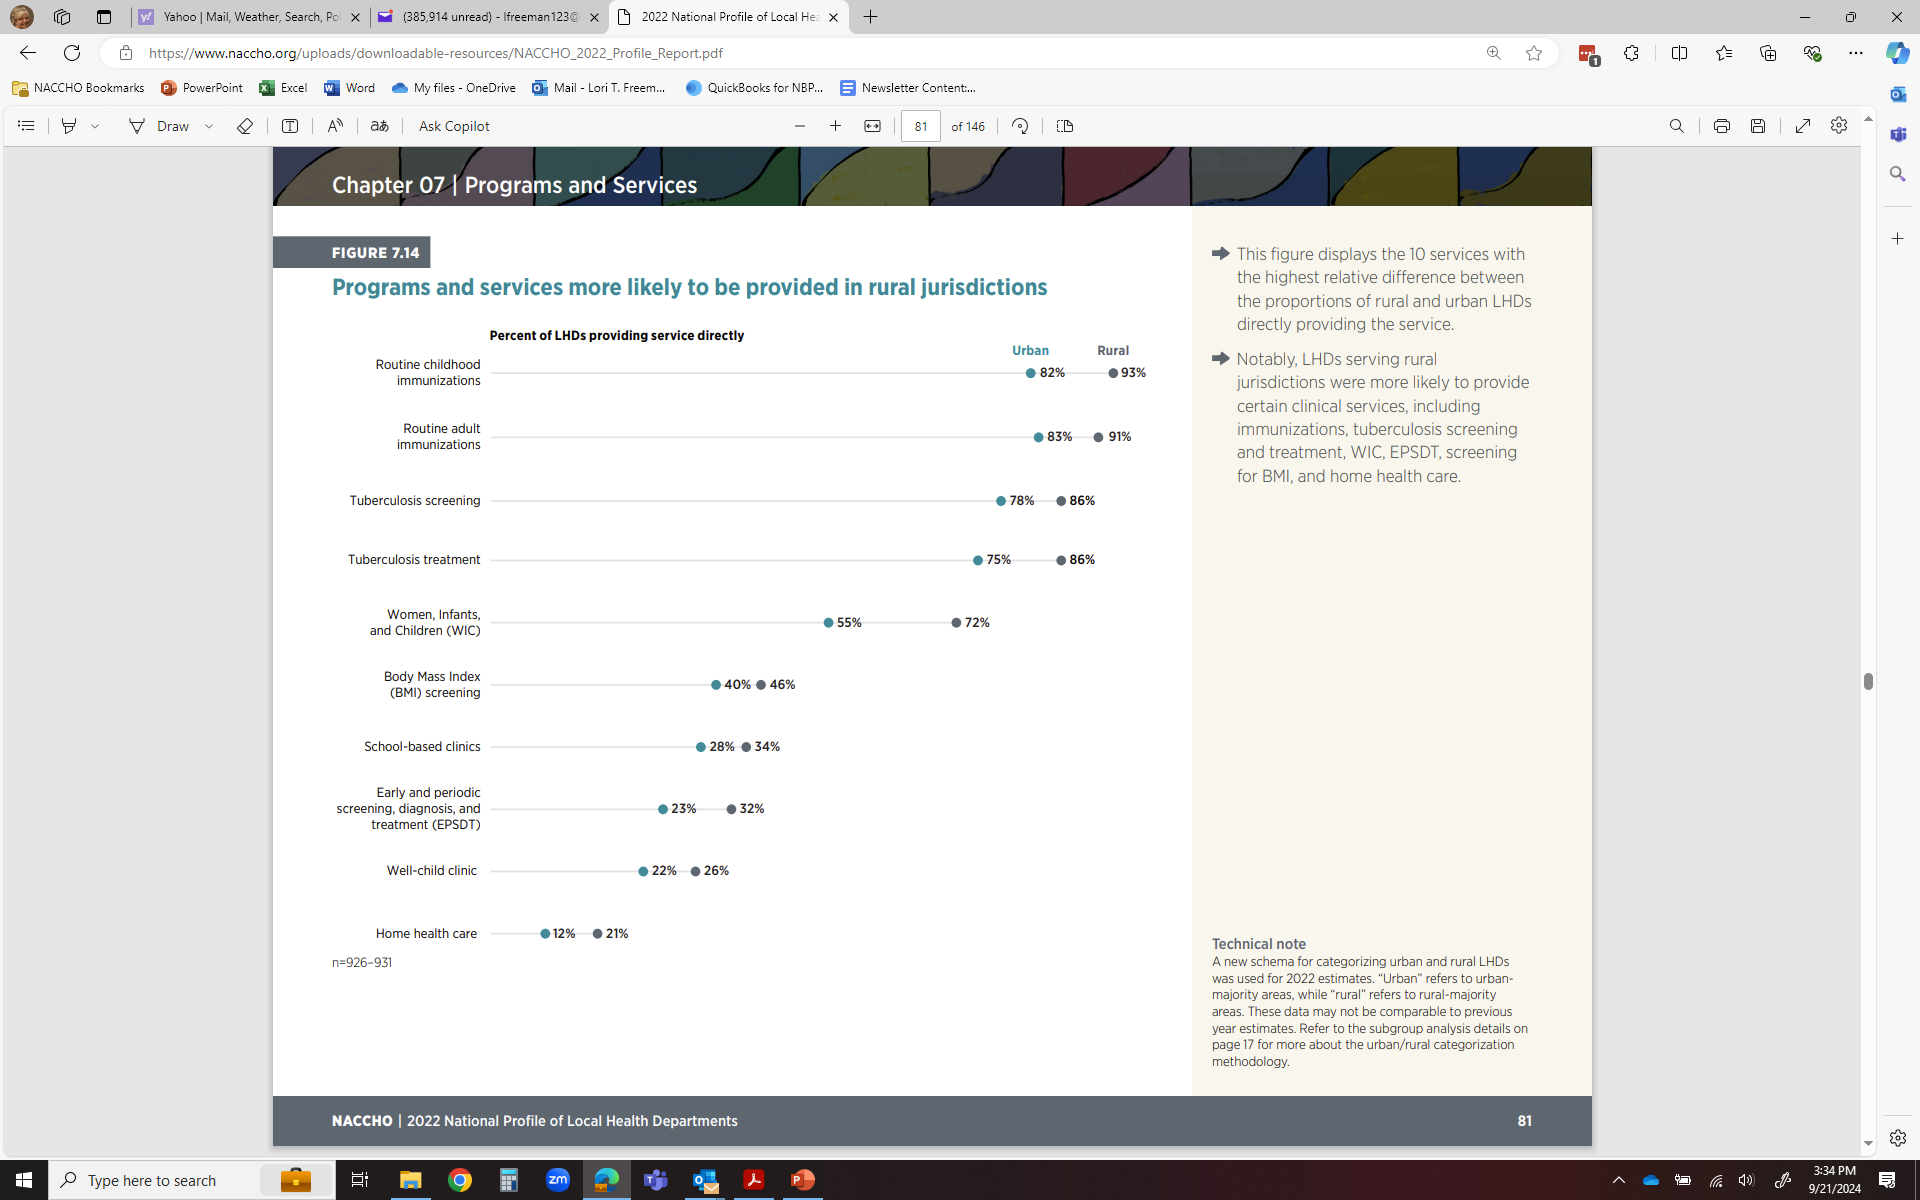 Yahoo | Mail, Weather, Search, Po
(385,914 unread) - lfreeman123@
2022 National Profile of Local Hea
https://www.naccho.org/uploads/downloadable-resources/NACCHO_2022_Profile_Report.pdf
1
NACCHO Bookmarks
PowerPoint
Excel
Word
My files - OneDrive
Mail - Lori T. Freem...
QuickBooks for NBP...
Newsletter Content:...
Draw
Ask Copilot
81 of 146
Chapter 07 | Programs and Services
FIGURE 7.14
Programs and services more likely to be provided in rural jurisdictions
Percent of LHDs providing service directly
Urban Rural
Routine childhood
immunizations
82% 93%
Routine adult
immunizations
83% 91%
Tuberculosis screening 78% 86%
Tuberculosis treatment 75% 86%
Women, Infants,
and Children (WIC)
55% 72%
Body Mass Index
(BMI) screening
40% 46%
School-based clinics 28% 34%
Early and periodic
screening, diagnosis, and
treatment (EPSDT)
23% 32%
Well-child clinic 22% 26%
Home health care 12% 21%
n=926–931
This figure displays the 10 services with
the highest relative difference between
the proportions of rural and urban LHDs
directly providing the service.
Notably, LHDs serving rural
jurisdictions were more likely to provide
certain clinical services, including
immunizations, tuberculosis screening
and treatment, WIC, EPSDT, screening
for BMI, and home health care.
Technical note
A new schema for categorizing urban and rural LHDs
was used for 2022 estimates. “Urban” refers to urban-
majority areas, while “rural” refers to rural-majority
areas. These data may not be comparable to previous
year estimates. Refer to the subgroup analysis details on
page 17 for more about the urban/rural categorization
methodology.
NACCHO | 2022 National Profile of Local Health Departments
81
Type here to search
zm
3:34 PM
9/21/2024